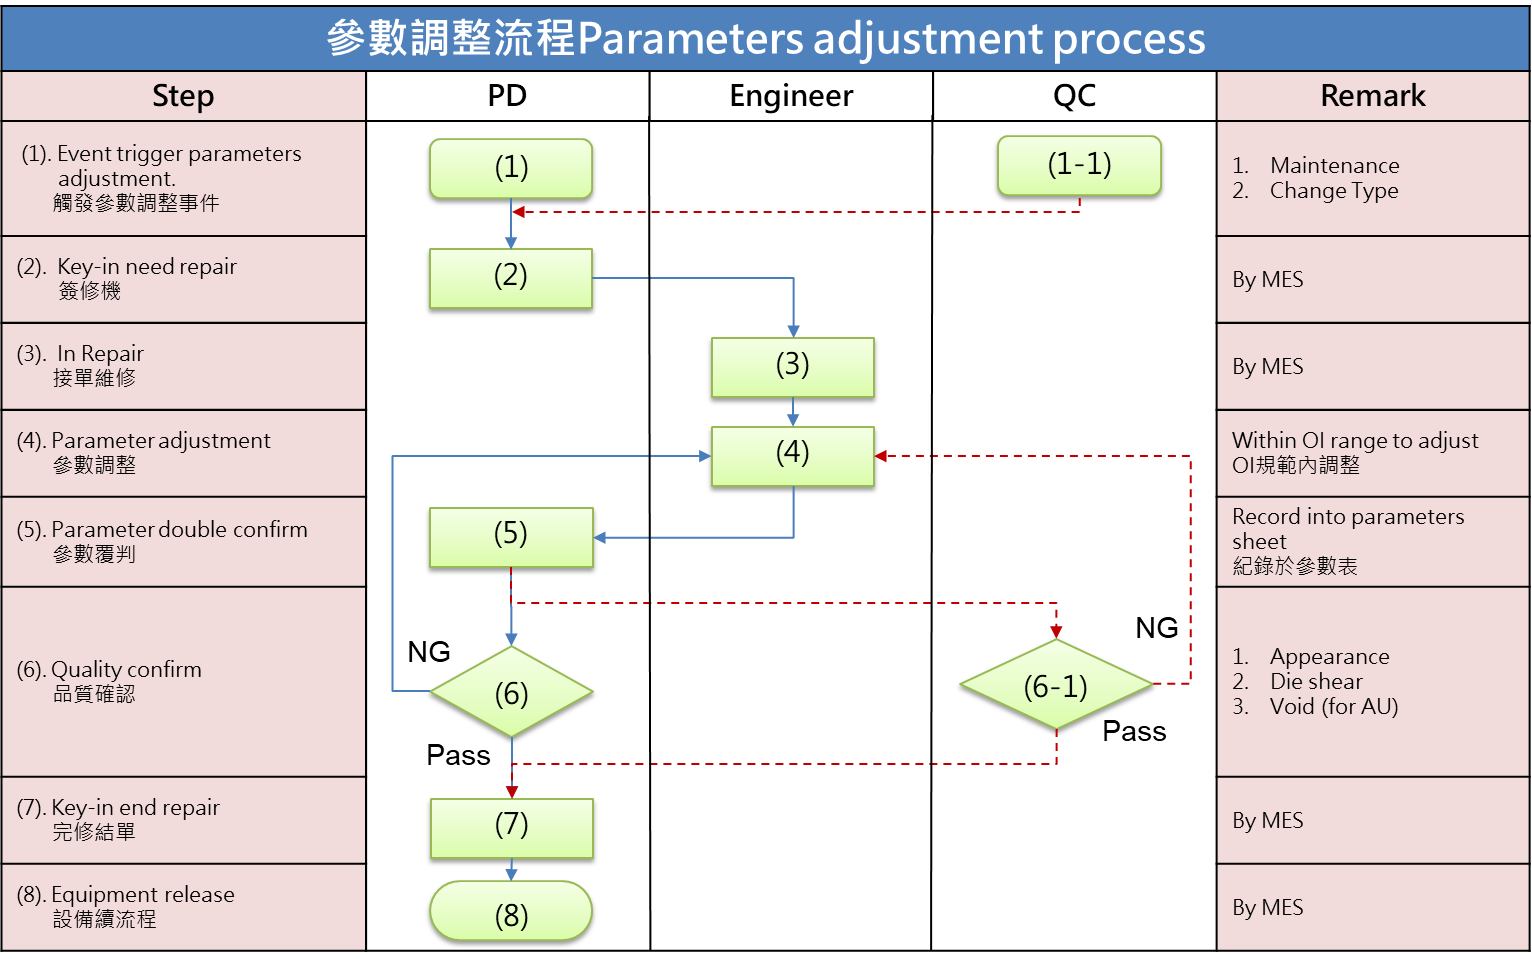 參數調整流程Parameters adjustment process
Step
PD
Engineer
QC
Remark
(1). Event trigger parameters
adjustment.
觸發參數調整事件
(1)
(1-1)
1. Maintenance
2. Change Type
(2). Key-in need repair
簽修機
(2)
By MES
(3). In Repair
接單維修
(3)
By MES
(4). Parameter adjustment
參數調整
(4)
Within OI range to adjust
OI規範內調整
(5). Parameter double confirm
參數覆判
(5)
Record into parameters
sheet
紀錄於參數表
(6). Quality confirm
品質確認
NG
(6)
Pass
NG
(6-1)
Pass
1. Appearance
2. Die shear
3. Void (for AU)
(7). Key-in end repair
完修結單
(7)
By MES
(8). Equipment release
設備續流程
(8)
By MES